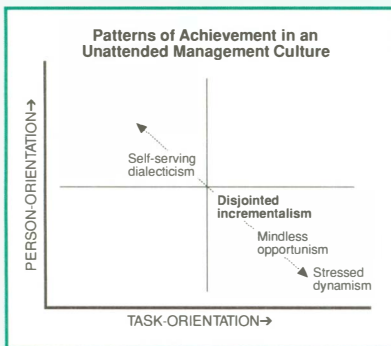 Patterns of Achievement in an
Unattended Management Culture
PERSON-ORIENTATION→
Self-serving
dialecticism
Disjointed
incrementalism
Mindless
opportunism
Stressed
dynamism
TASK-ORIENTATION→